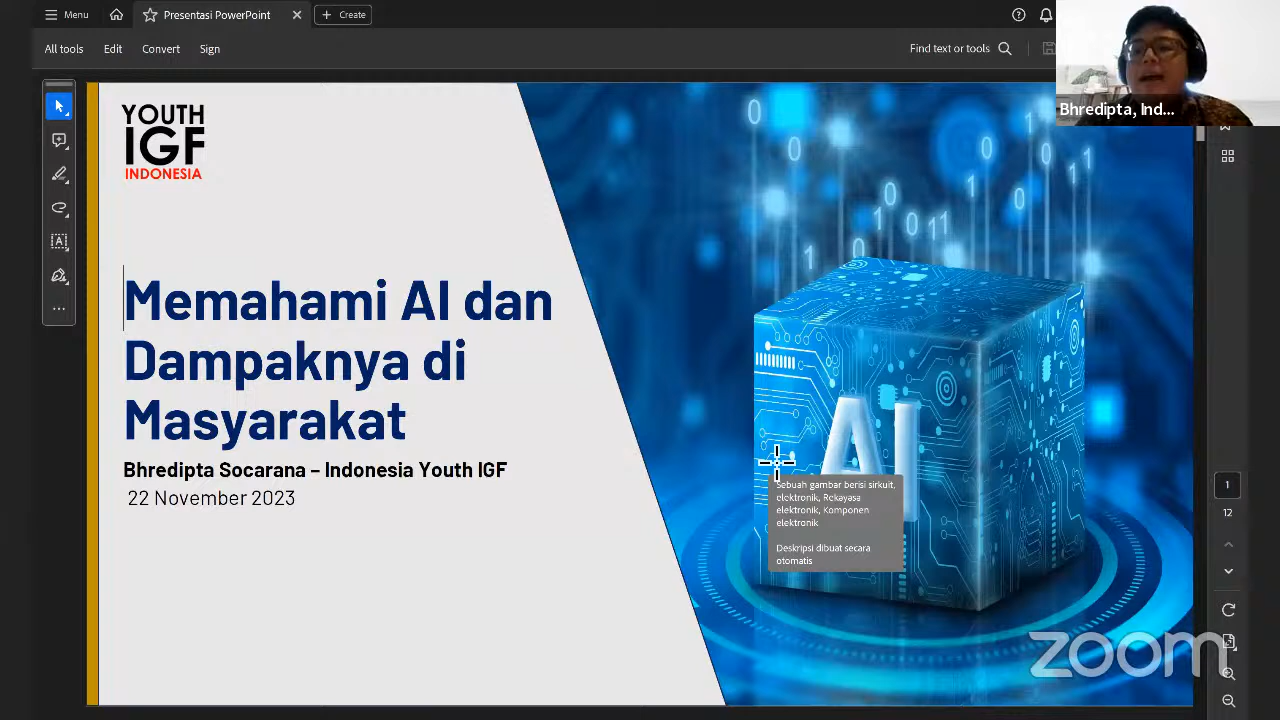 Menu
Presentasi PowerPoint
Create
All tools
Edit
Convert
Sign
Find text or tools
Bhredipta, Ind...
YOUTH
IGF
INDONESIA
Memahami AI dan
Dampaknya di
Masyarakat
Bhredipta Socarana – Indonesia Youth IGF
22 November 2023
AI
Sebuah gambar berisi sirkuit,
elektronik, Rekayasa
elektronik, Komponen
elektronik
Deskripsi dibuat secara
otomatis
1
12
zoom